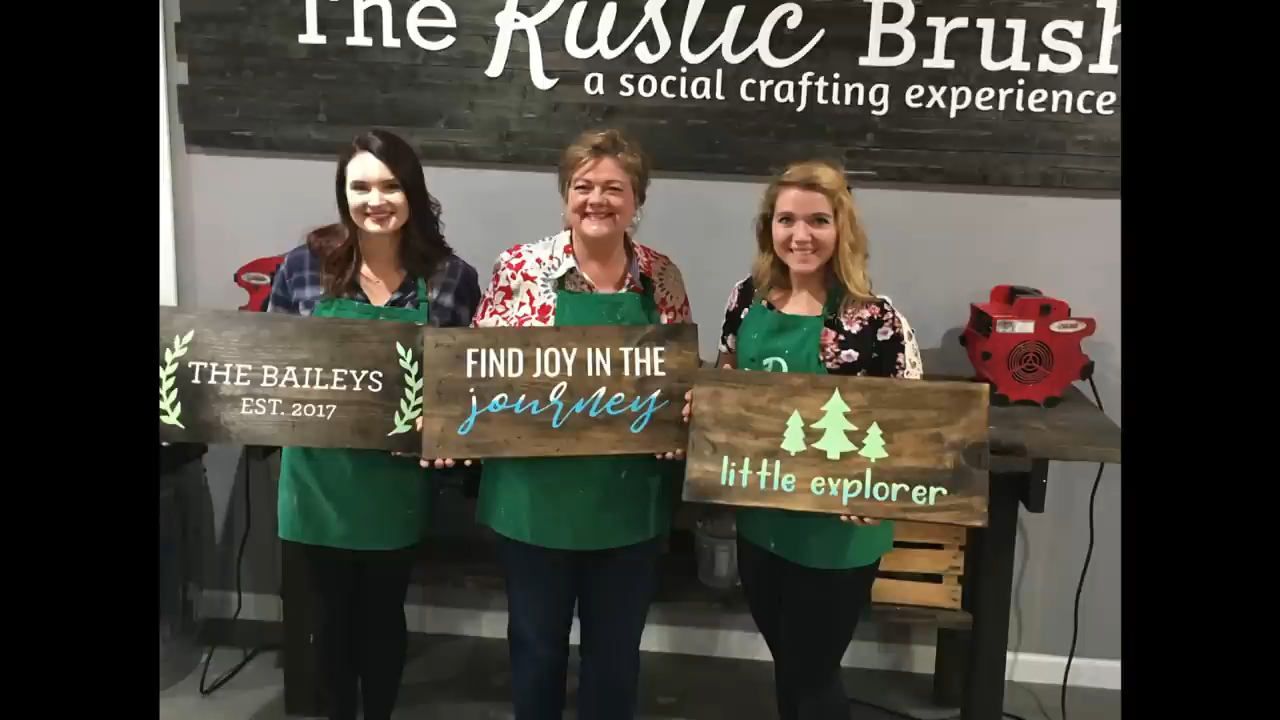 The Rustic Brush
a social crafting experience
THE BAILEYS
EST. 2017
FIND JOY IN THE
journey
little explorer